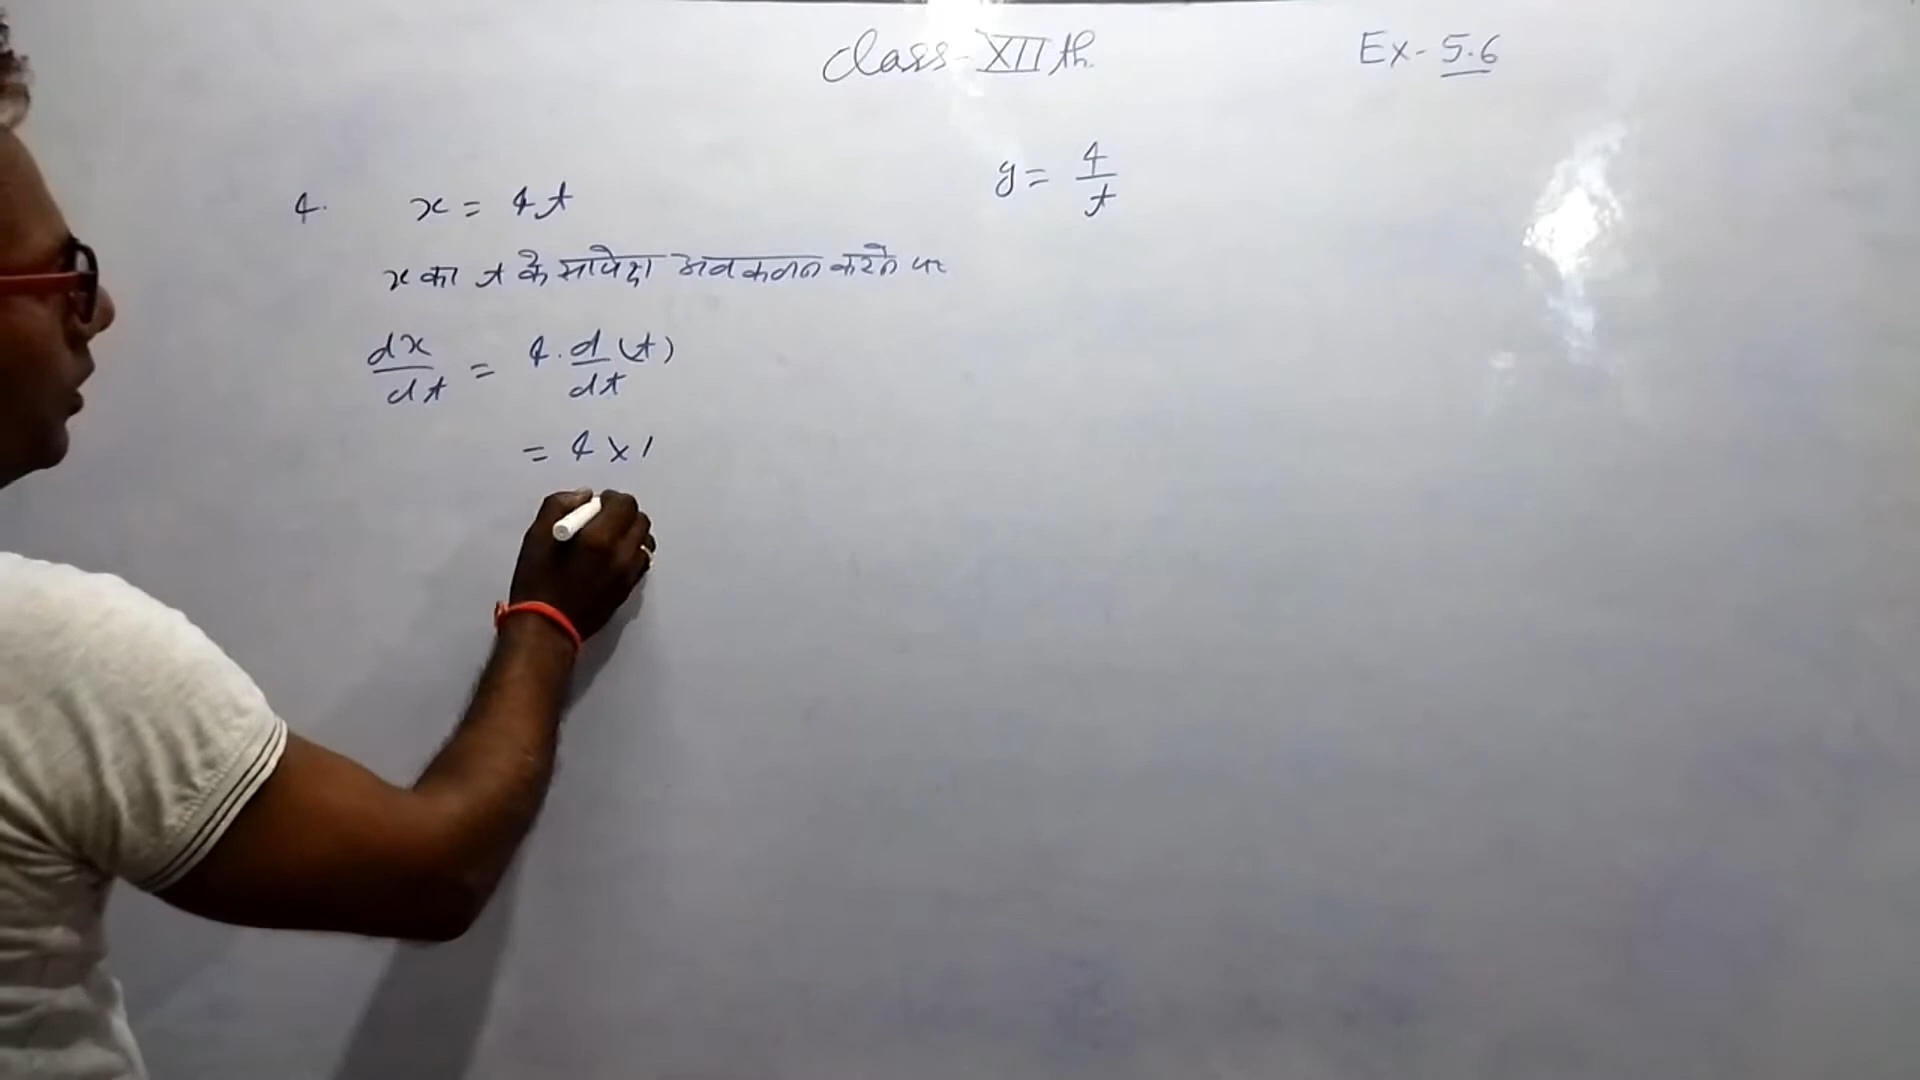 Class-XIIth.
Ex-5.6
4. x = 4t
y = 4/t
x का t के सापेक्ष अवकलन करने पर
dx/dt = 4. d/dt (t)
= 4 x 1